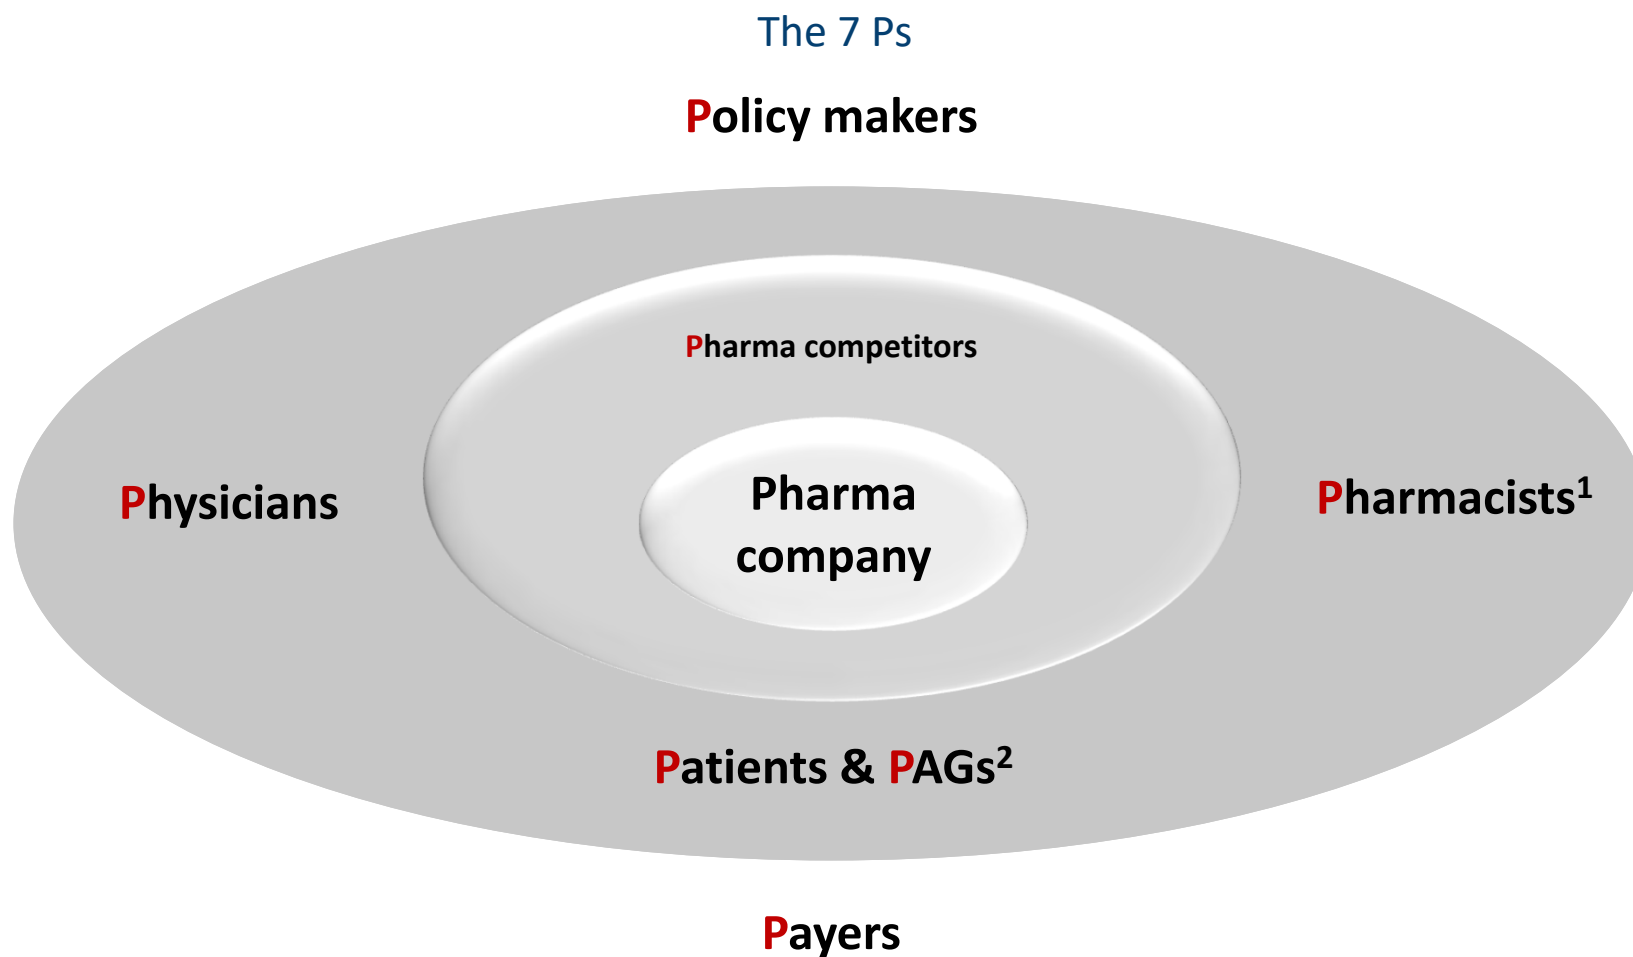 The 7 Ps
Policy makers
Pharma competitors
Pharma
company
Physicians
Pharmacists¹
Patients & PAGs²
Payers